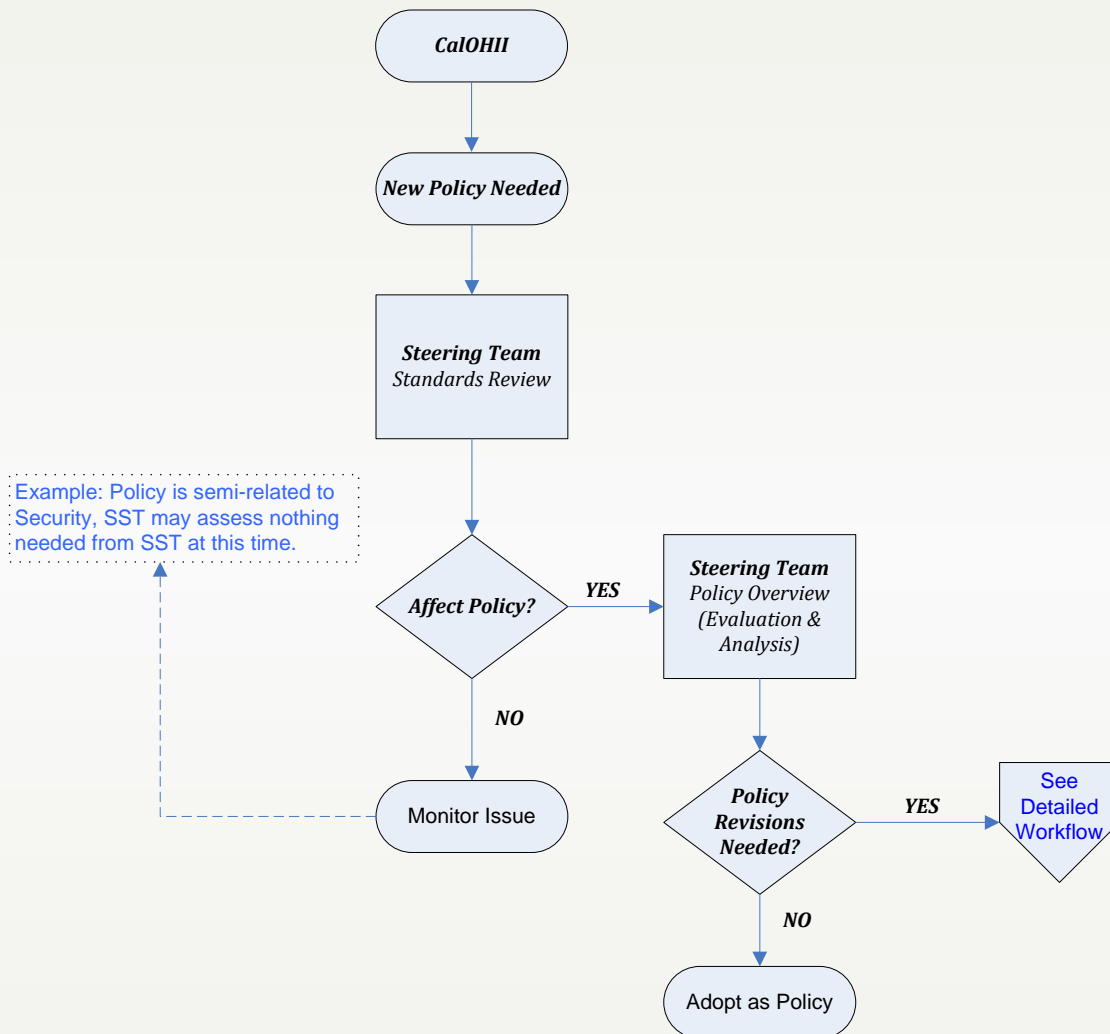 CalOHII
New Policy Needed
Steering Team
Standards Review
Example: Policy is semi-related to
Security, SST may assess nothing
needed from SST at this time.
Affect Policy?
YES
Steering Team
Policy Overview
(Evaluation &
Analysis)
NO
Monitor Issue
Policy
Revisions
Needed?
YES
See
Detailed
Workflow
NO
Adopt as Policy